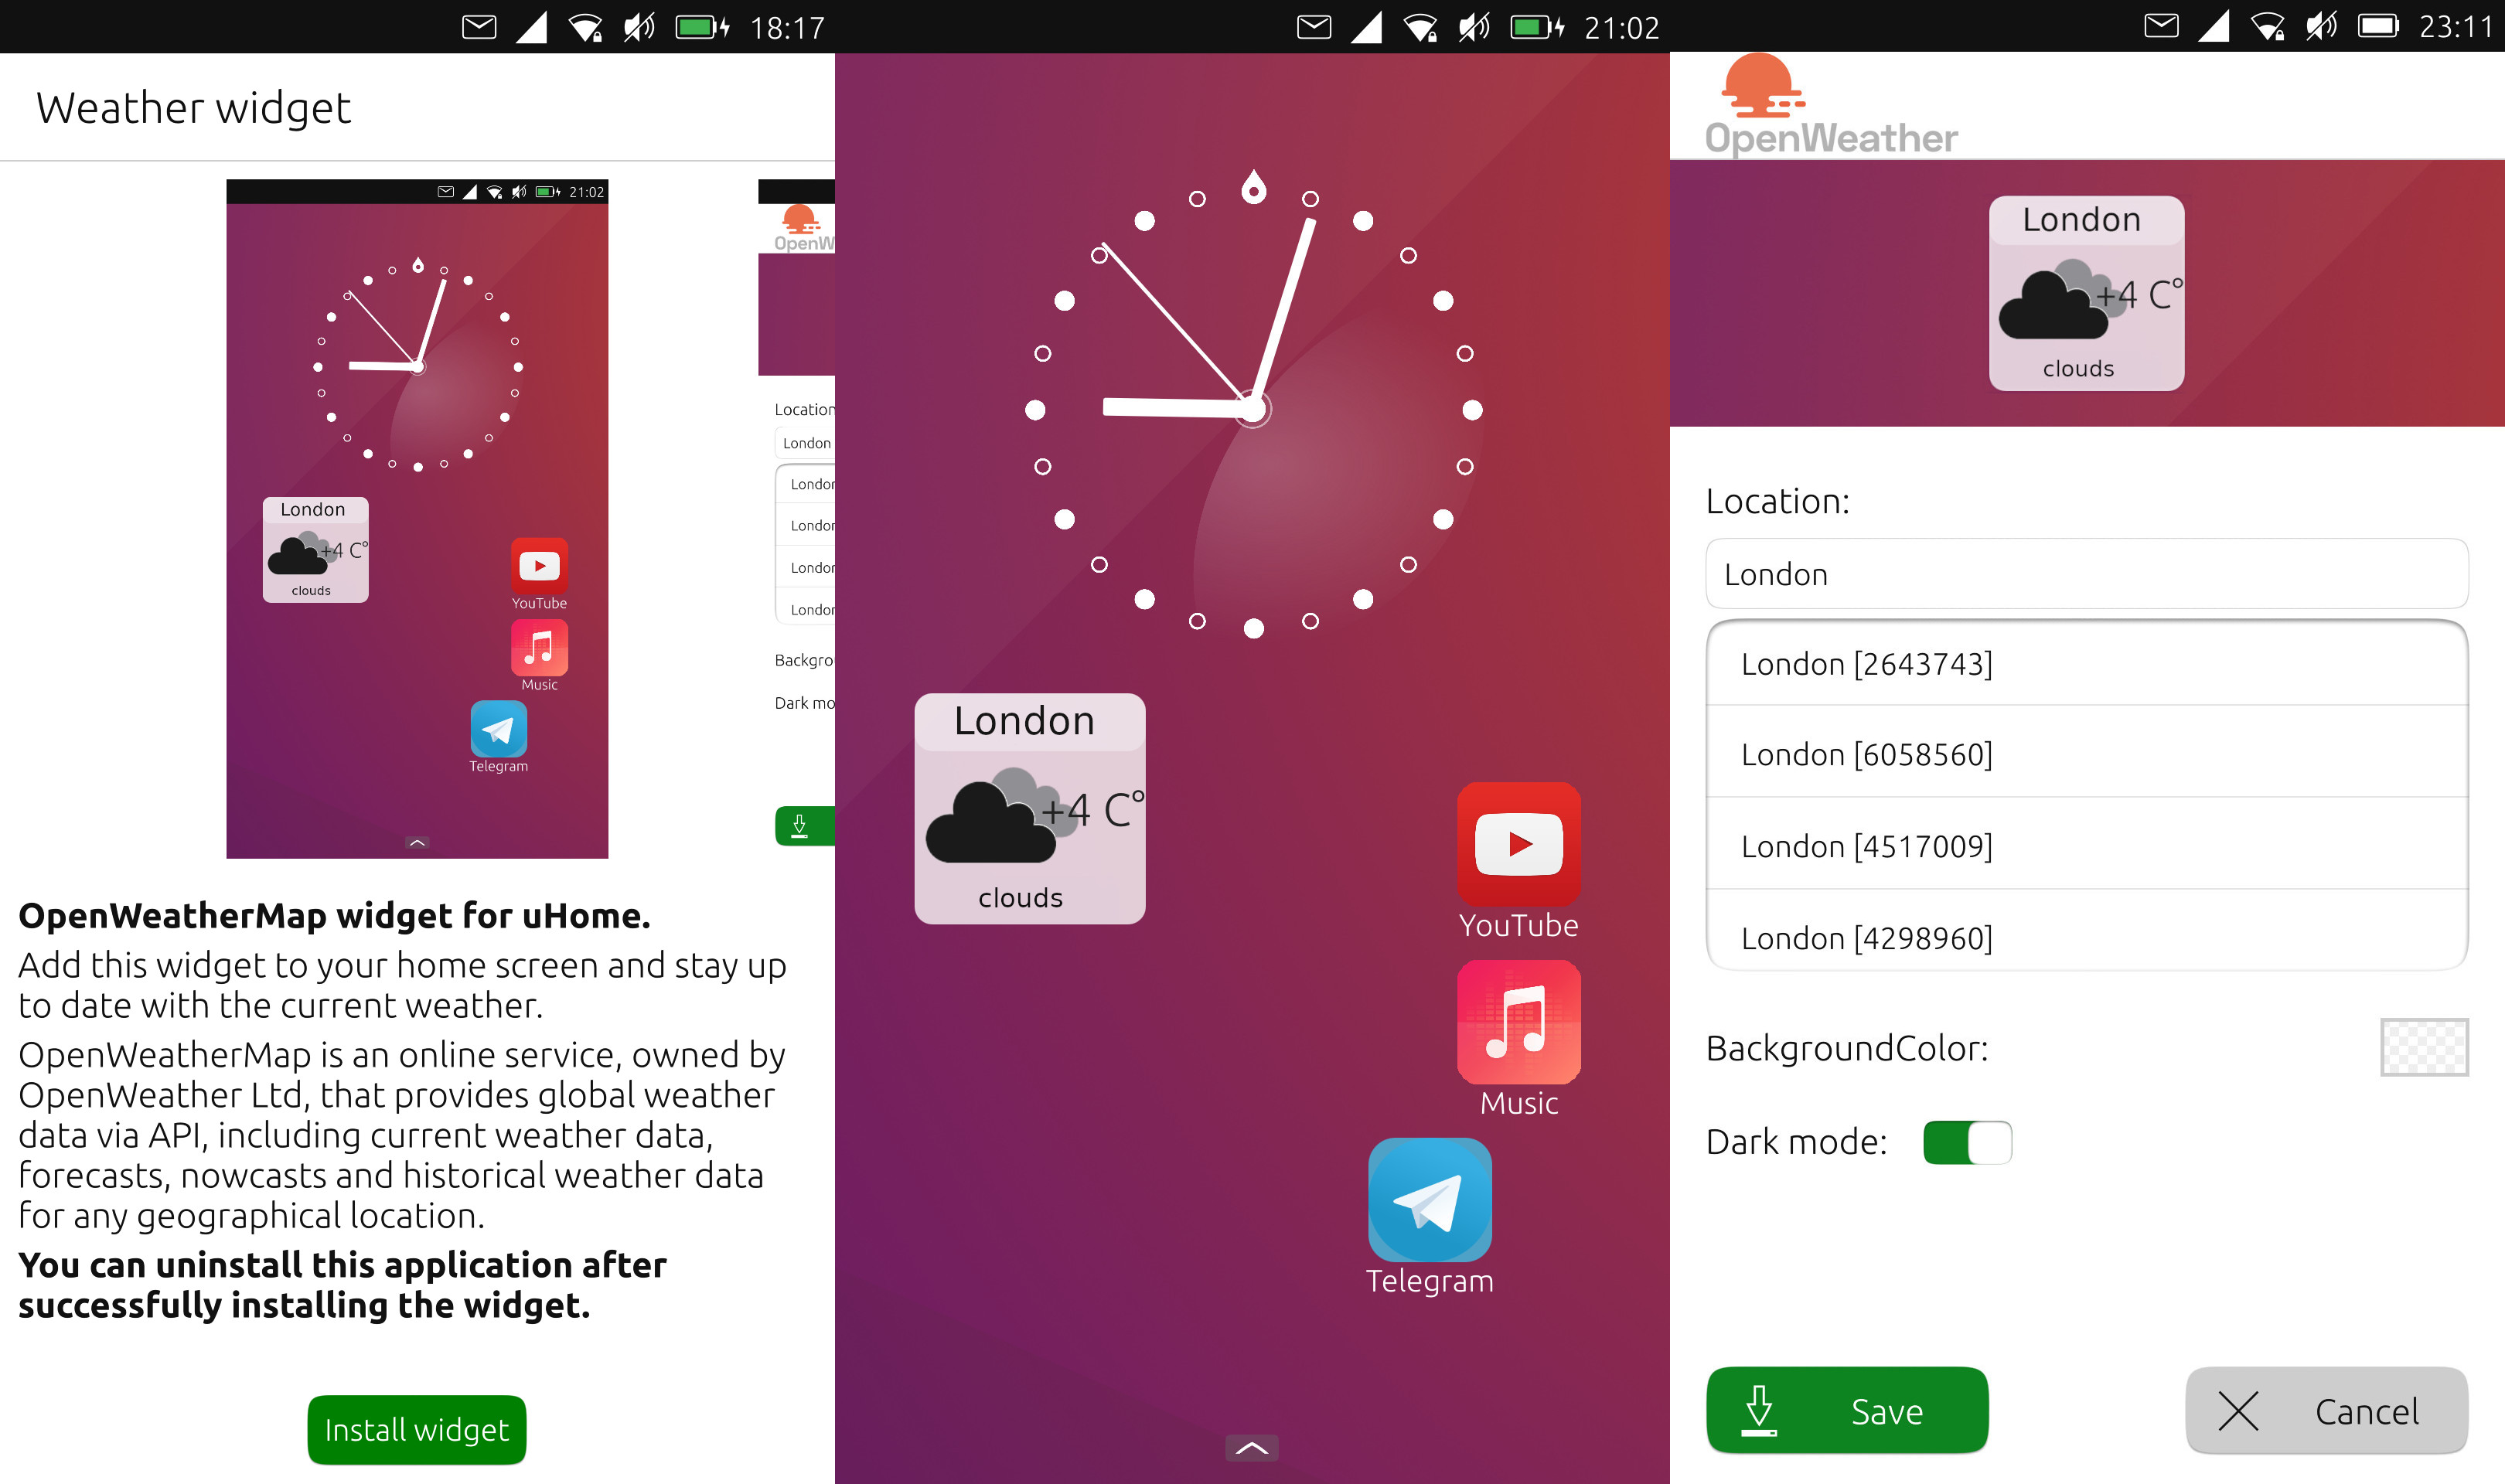 18:17
Weather widget
21:02
London
+4 C°
clouds
YouTube
Music
Telegram
OpenW
Location
London
London
London
London
London
Backgro
Dark mo
OpenWeatherMap widget for uHome.
Add this widget to your home screen and stay up
to date with the current weather.
OpenWeatherMap is an online service, owned by
OpenWeather Ltd, that provides global weather
data via API, including current weather data,
forecasts, nowcasts and historical weather data
for any geographical location.
You can uninstall this application after
successfully installing the widget.
Install widget
21:02
London
+4 C°
clouds
YouTube
Music
Telegram
23:11
OpenWeather
London
+4 C°
clouds
Location:
London
London [2643743]
London [6058560]
London [4517009]
London [4298960]
BackgroundColor:
Dark mode:
Save
Cancel